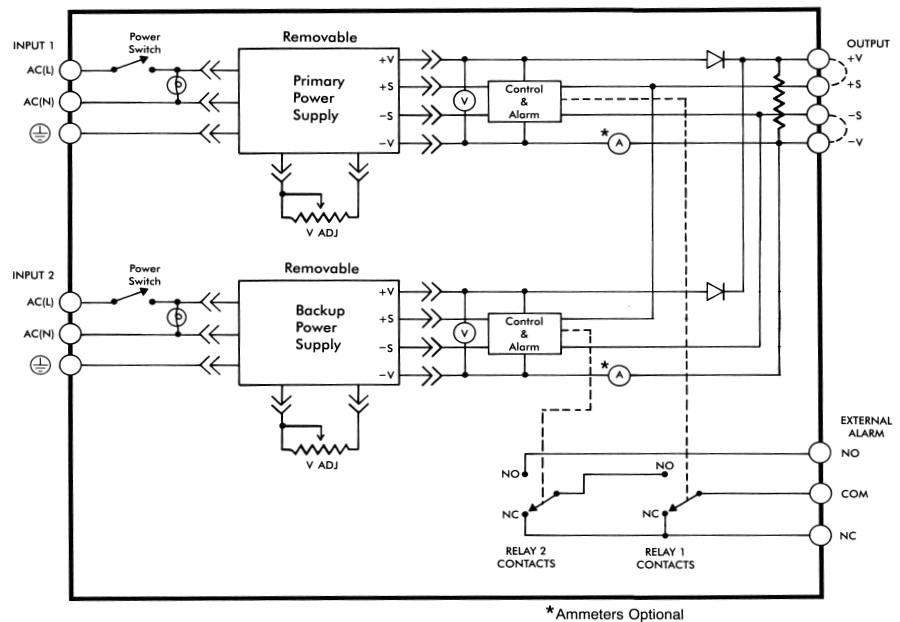 Removable
Power
Switch
INPUT 1
AC(L)
AC(N)
Primary
Power
Supply
+V
+S
−S
−V
V
Control
&
Alarm
*
A
OUTPUT
+V
+S
−S
−V
V ADJ
Removable
INPUT 2
Power
Switch
AC(L)
AC(N)
Backup
Power
Supply
+V
+S
−S
−V
V
Control
&
Alarm
*
A
V ADJ
EXTERNAL
ALARM
NO
COM
NC
NO
NC
RELAY 2
CONTACTS
NO
NC
RELAY 1
CONTACTS
*Ammeters Optional